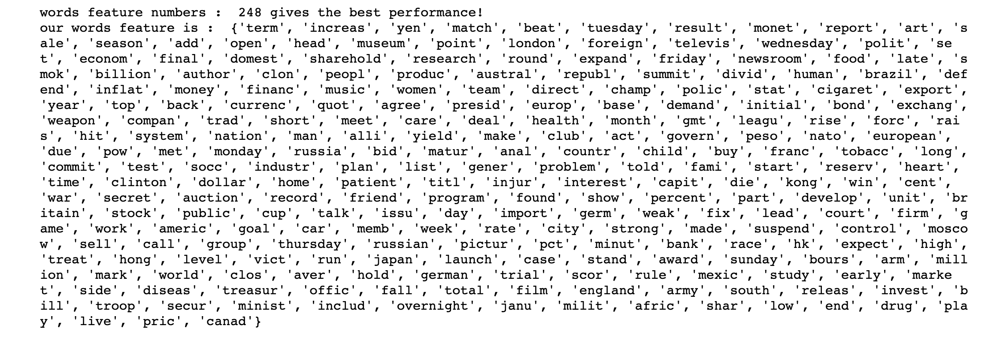 words feature numbers :  248 gives the best performance!
our words feature is :  {'term', 'increas', 'yen', 'match', 'beat', 'tuesday', 'result', 'monet', 'report', 'art', 's
ale', 'season', 'add', 'open', 'head', 'museum', 'point', 'london', 'foreign', 'televis', 'wednesday', 'polit', 'se
t', 'econom', 'final', 'domest', 'sharehold', 'research', 'round', 'expand', 'friday', 'newsroom', 'food', 'late', 's
mok', 'billion', 'author', 'clon', 'peopl', 'produc', 'austral', 'republ', 'summit', 'divid', 'human', 'brazil', 'def
end', 'inflat', 'money', 'financ', 'music', 'women', 'team', 'direct', 'champ', 'polic', 'stat', 'cigaret', 'export',
'year', 'top', 'back', 'currenc', 'quot', 'agree', 'presid', 'europ', 'base', 'demand', 'initial', 'bond', 'exchang',
'weapon', 'compan', 'trad', 'short', 'meet', 'care', 'deal', 'health', 'month', 'gmt', 'leagu', 'rise', 'forc', 'rai
s', 'hit', 'system', 'nation', 'man', 'alli', 'yield', 'make', 'club', 'act', 'govern', 'peso', 'nato', 'european',
'due', 'pow', 'met', 'monday', 'russia', 'bid', 'matur', 'anal', 'countr', 'child', 'buy', 'franc', 'tobacc', 'long',
'commit', 'test', 'socc', 'industr', 'plan', 'list', 'gener', 'problem', 'told', 'fami', 'start', 'reserv', 'heart',
'time', 'clinton', 'dollar', 'home', 'patient', 'titl', 'injur', 'interest', 'capit', 'die', 'kong', 'win', 'cent',
'war', 'secret', 'auction', 'record', 'friend', 'program', 'found', 'show', 'percent', 'part', 'develop', 'unit', 'br
itain', 'stock', 'public', 'cup', 'talk', 'issu', 'day', 'import', 'germ', 'weak', 'fix', 'lead', 'court', 'firm', 'g
ame', 'work', 'americ', 'goal', 'car', 'memb', 'week', 'rate', 'city', 'strong', 'made', 'suspend', 'control', 'mosco
w', 'sell', 'call', 'group', 'thursday', 'russian', 'pictur', 'pct', 'minut', 'bank', 'race', 'hk', 'expect', 'high',
'treat', 'hong', 'level', 'vict', 'run', 'japan', 'launch', 'case', 'stand', 'award', 'sunday', 'bours', 'arm', 'mill
ion', 'mark', 'world', 'clos', 'aver', 'hold', 'german', 'trial', 'scor', 'rule', 'mexic', 'study', 'early', 'marke
t', 'side', 'diseas', 'treasur', 'offic', 'fall', 'total', 'film', 'england', 'army', 'south', 'releas', 'invest', 'b
ill', 'troop', 'secur', 'minist', 'includ', 'overnight', 'janu', 'milit', 'afric', 'shar', 'low', 'end', 'drug', 'pla
y', 'live', 'pric', 'canad'}